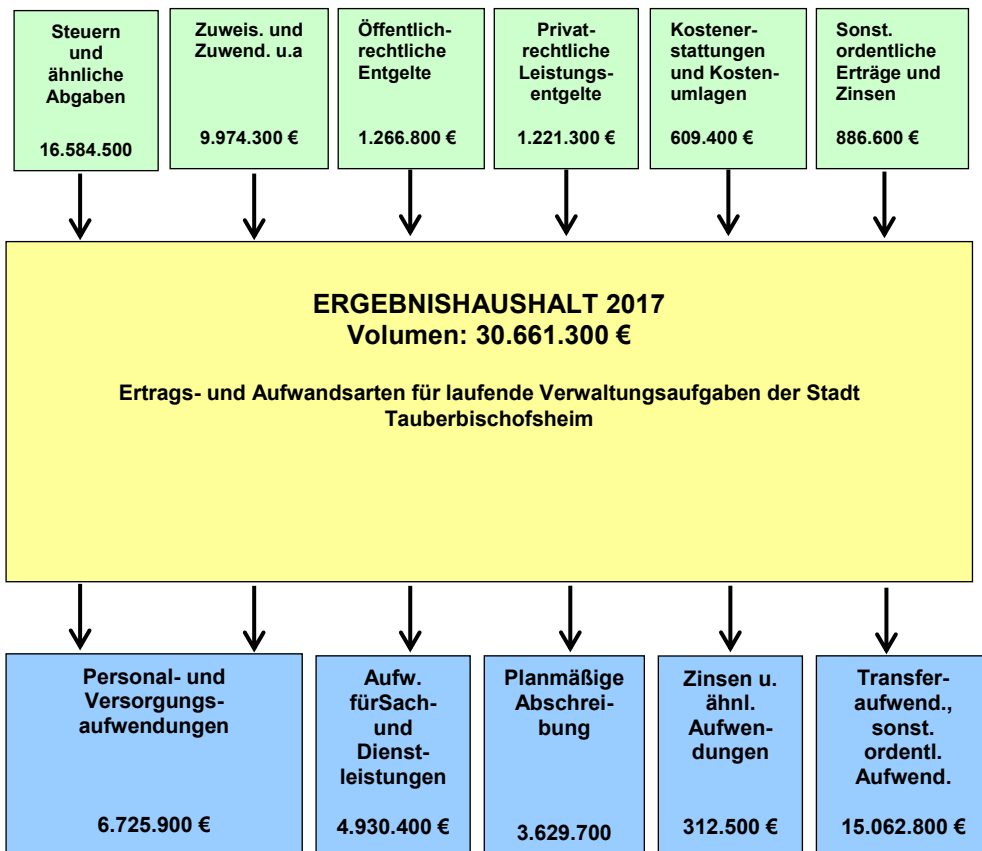 Steuern
und
ähnliche
Abgaben
16.584.500
Zuweis. und
Zuwend. u.a
9.974.300 €
Öffentlich-
rechtliche
Entgelte
1.266.800 €
Privat-
rechtliche
Leistungs-
entgelte
1.221.300 €
Kostener-
stattungen
und Kosten-
umlagen
609.400 €
Sonst.
ordentliche
Erträge und
Zinsen
886.600 €
ERGEBNISHAUSHALT 2017
Volumen: 30.661.300 €
Ertrags- und Aufwandsarten für laufende Verwaltungsaufgaben der Stadt
Tauberbischofsheim
Personal- und
Versorgungs-
aufwendungen
6.725.900 €
Aufw.
fürSach-
und
Dienst-
leistungen
4.930.400 €
Planmäßige
Abschrei-
bung
3.629.700
Zinsen u.
ähnl.
Aufwen-
dungen
312.500 €
Transfer-
aufwend.,
sonst.
ordentl.
Aufwend.
15.062.800 €